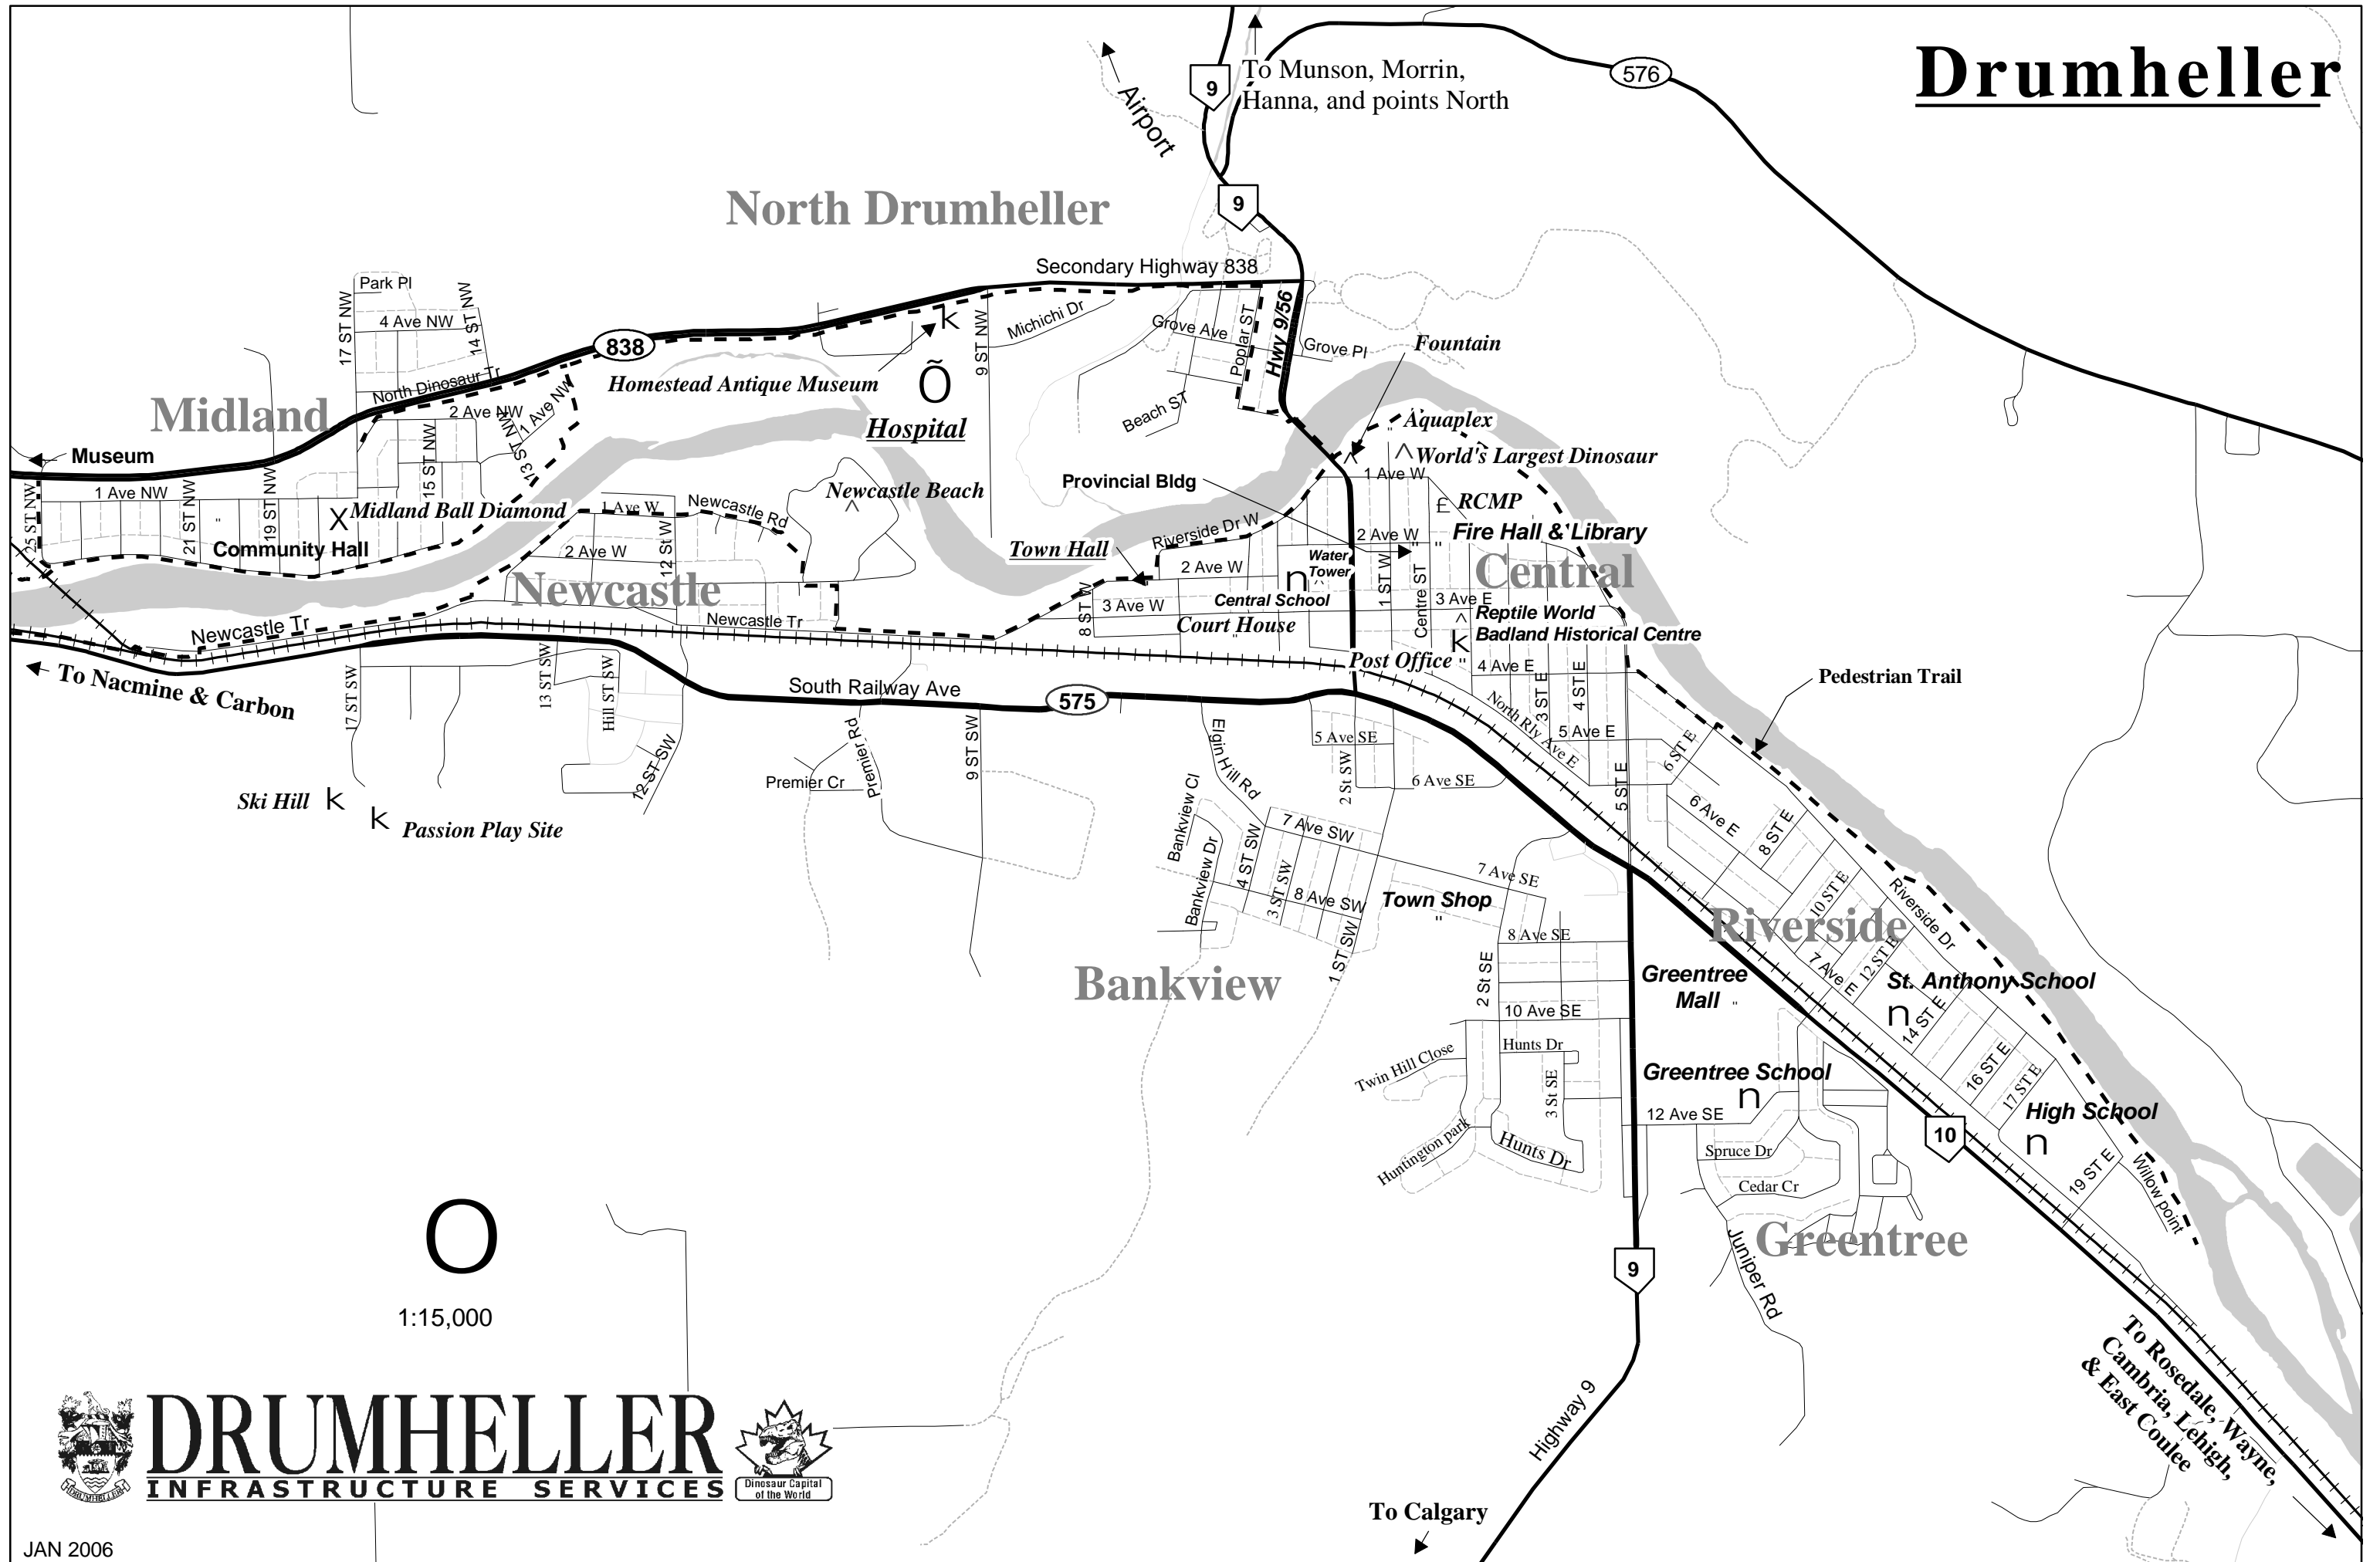 Drumheller
9
To Munson, Morrin,
Hanna, and points North
576
Airport
9
North Drumheller
Secondary Highway 838
Park Pl
17 ST NW
4 Ave NW
14 ST NW
838
Homestead Antique Museum
k
9 ST NW
Michichi Dr
Grove Ave
Poplar ST
Hwy 9/56
Grove Pl
Fountain
North Dinosaur Tr
Õ
Hospital
Midland
2 Ave NW
1 Ave NW
13 ST NW
Beach ST
Aquaplex
World's Largest Dinosaur
Museum
25 ST NW
1 Ave NW
21 ST NW
19 ST NW
15 ST NW
X
Midland Ball Diamond
Community Hall
1 Ave W
Newcastle Rd
Newcastle Beach
Provincial Bldg
1 Ave W
£
RCMP
Fire Hall & Library
Riverside Dr W
2 Ave W
Town Hall
2 Ave W
12 St W
Water
Tower
n
Central
Newcastle
2 Ave W
8 ST W
3 Ave W
Central School
1 ST W
Centre ST
3 Ave E
Reptile World
Court House
k
Badland Historical Centre
Newcastle Tr
Newcastle Tr
Post Office
4 Ave E
Pedestrian Trail
To Nacmine & Carbon
17 ST SW
13 ST SW
Hill ST SW
12 ST SW
South Railway Ave
575
Premier Rd
Premier Cr
9 ST SW
Elgin Hill Rd
5 Ave SE
2 St SW
6 Ave SE
North Rly Ave E
3 ST E
4 ST E
5 Ave E
5 ST E
6 ST E
Ski Hill
k
k
Passion Play Site
Bankview Cl
Bankview Dr
4 ST SW
3 ST SW
7 Ave SW
8 Ave SW
1 ST SW
7 Ave SE
Town Shop
6 Ave E
8 ST E
10 ST E
Riverside Dr
Riverside
7 Ave E
12 ST E
Bankview
8 Ave SE
2 St SE
10 Ave SE
Greentree
Mall
St. Anthony School
n
14 ST E
Twin Hill Close
Hunts Dr
3 St SE
Greentree School
n
12 Ave SE
16 ST E
17 ST E
High School
n
10
Huntington park
Hunts Dr
Spruce Dr
Cedar Cr
19 ST E
Willow point
Greentree
Juniper Rd
9
O
1:15,000
Highway 9
To Calgary
To Rosedale, Wayne,
Cambria, Lehigh,
& East Coulee
DRUMHELLER
INFRASTRUCTURE SERVICES
DRUMHELLER
Dinosaur Capital
of the World
JAN 2006